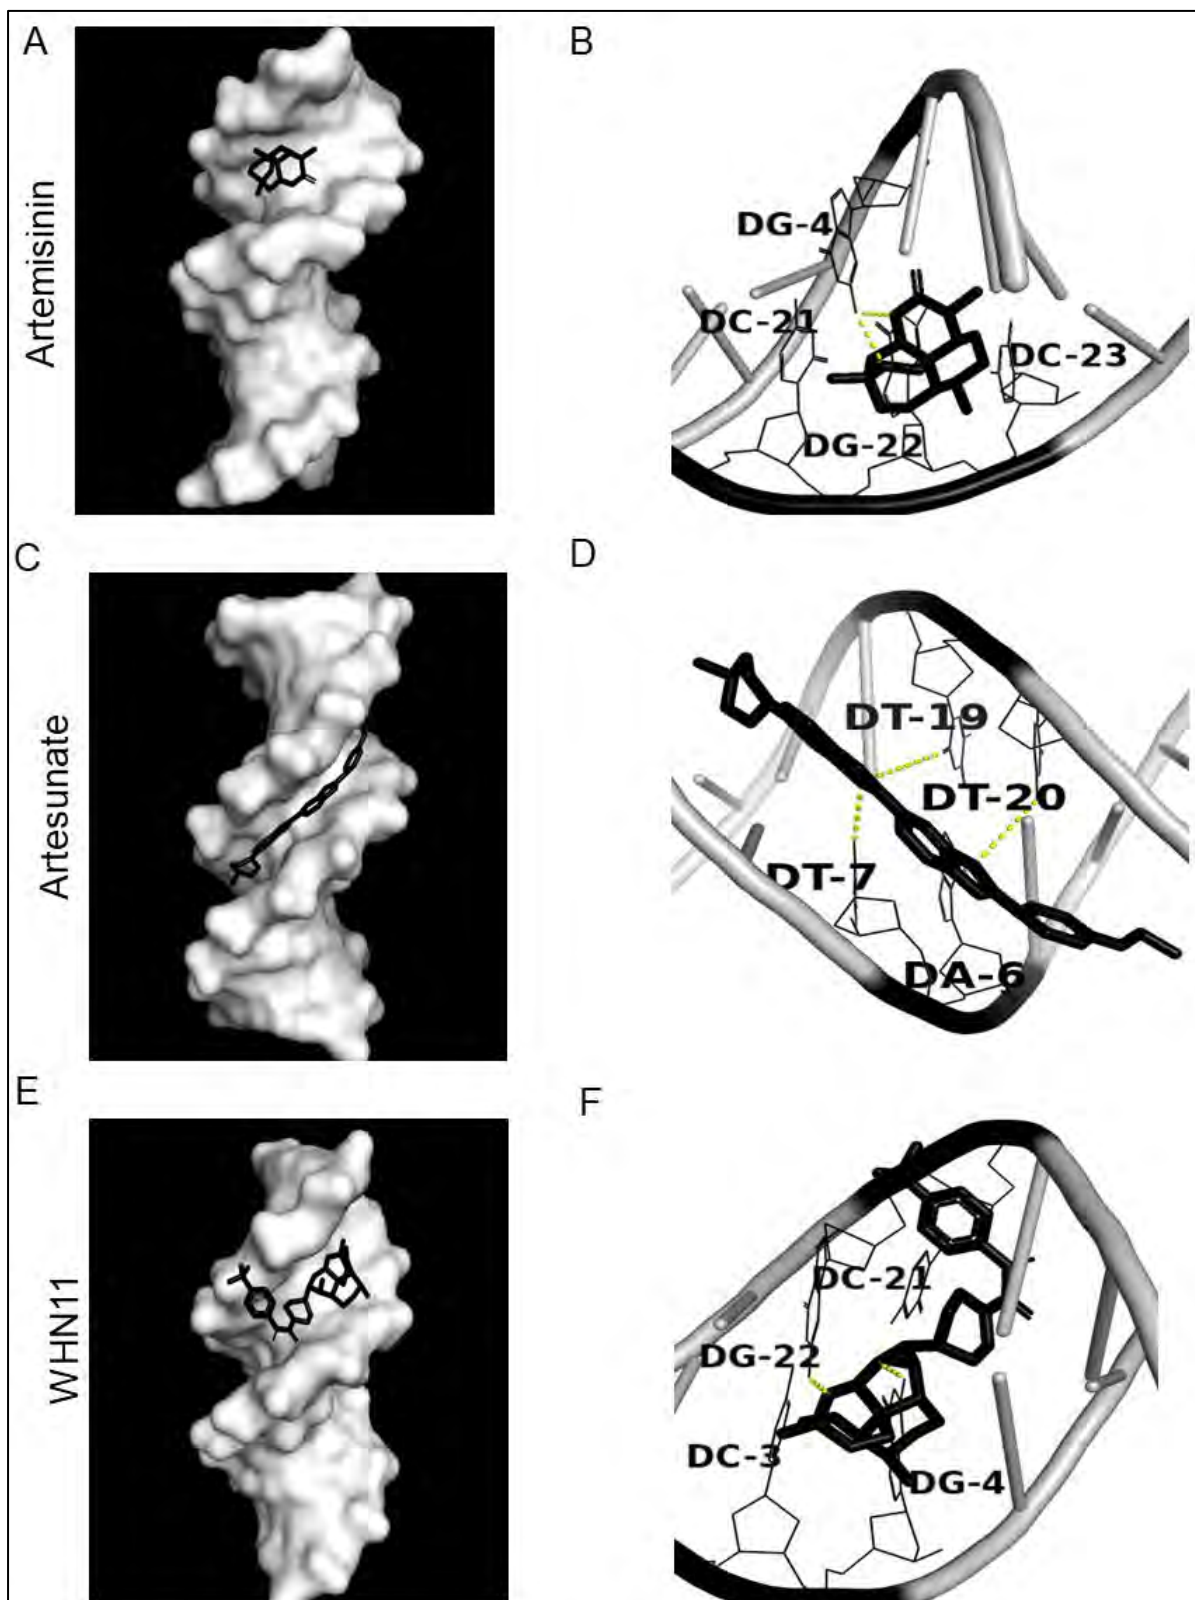 A
B
Artemisinin
DG-4
DC-21
DC-23
DG-22
C
D
Artesunate
DT-19
DT-20
DT-7
DA-6
E
F
WHN11
DC-21
DG-22
DC-3
DG-4